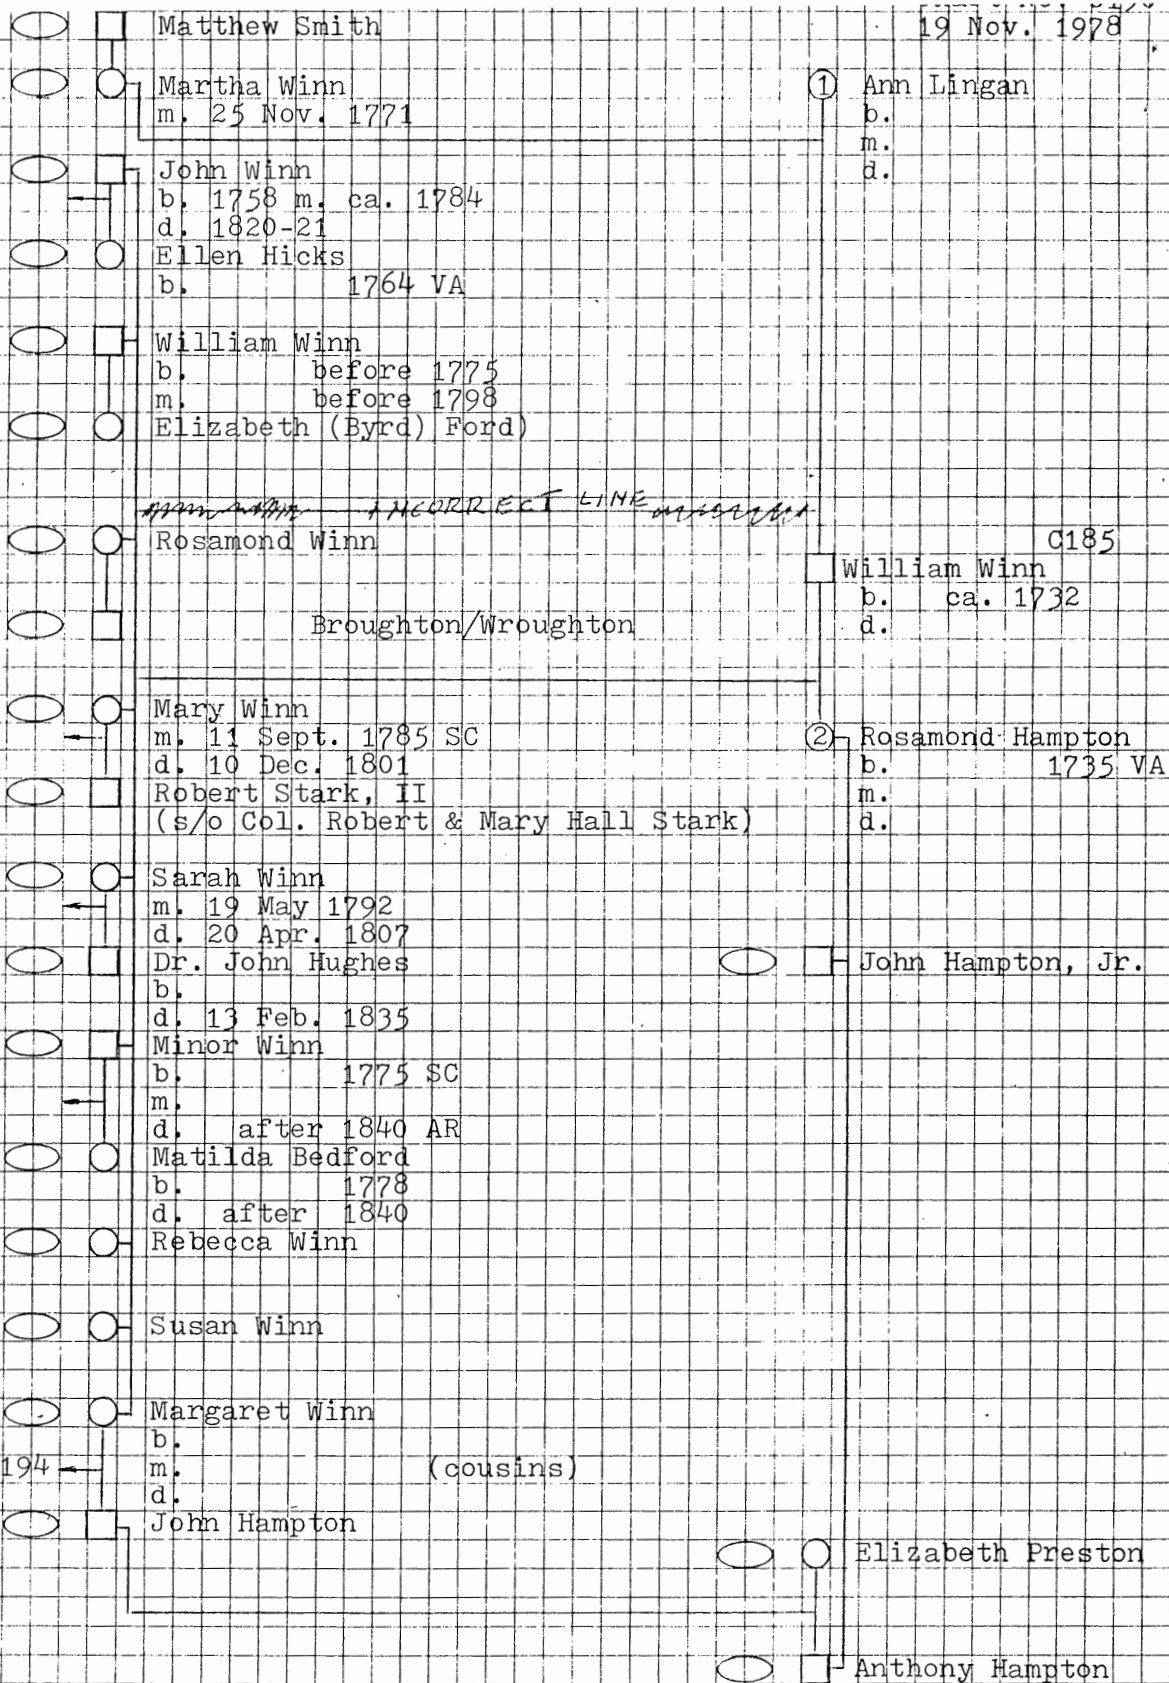 19 Nov. 1978
Matthew Smith
Martha Winn
m. 25 Nov. 1771
1 Ann Lingan
b.
m.
d.
John Winn
b. 1758 m. ca. 1784
d. 1820-21
Ellen Hicks
b. 1764 VA
William Winn
b. before 1775
m. before 1798
Elizabeth (Byrd) Ford)
INCORRECT LINE
Rosamond Winn
Broughton/Wroughton
C185
William Winn
b. ca. 1732
d.
Mary Winn
m. 11 Sept. 1785 SC
d. 10 Dec. 1801
Robert Stark, II
(s/o Col. Robert & Mary Hall Stark)
2 Rosamond Hampton
b. 1735 VA
m.
d.
Sarah Winn
m. 19 May 1792
d. 20 Apr. 1807
Dr. John Hughes
b.
d. 13 Feb. 1835
John Hampton, Jr.
Minor Winn
b. 1775 SC
m.
d. after 1840 AR
Matilda Bedford
b. 1778
d. after 1840
Rebecca Winn
Susan Winn
Margaret Winn
b.
194 m. (cousins)
d.
John Hampton
Elizabeth Preston
Anthony Hampton